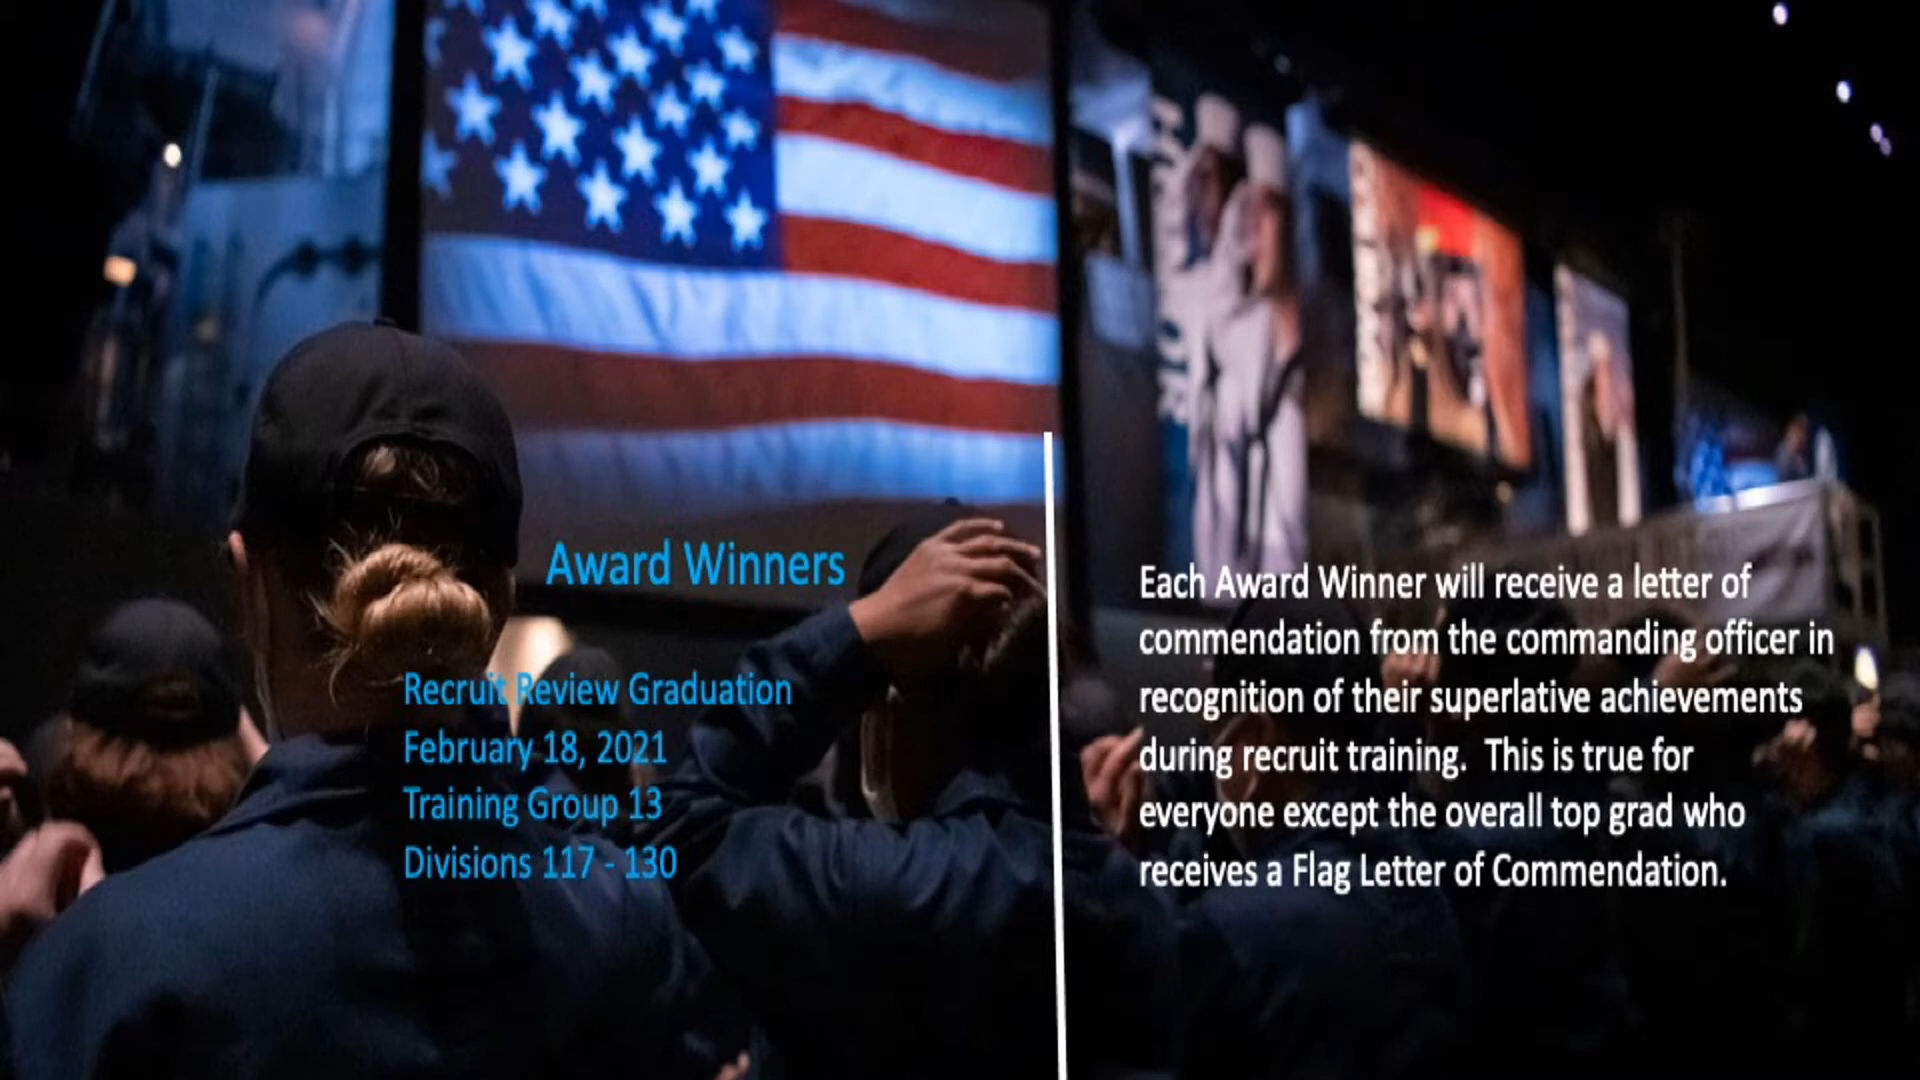 Award Winners
Recruit Review Graduation
February 18, 2021
Training Group 13
Divisions 117 - 130
Each Award Winner will receive a letter of
commendation from the commanding officer in
recognition of their superlative achievements
during recruit training.  This is true for
everyone except the overall top grad who
receives a Flag Letter of Commendation.